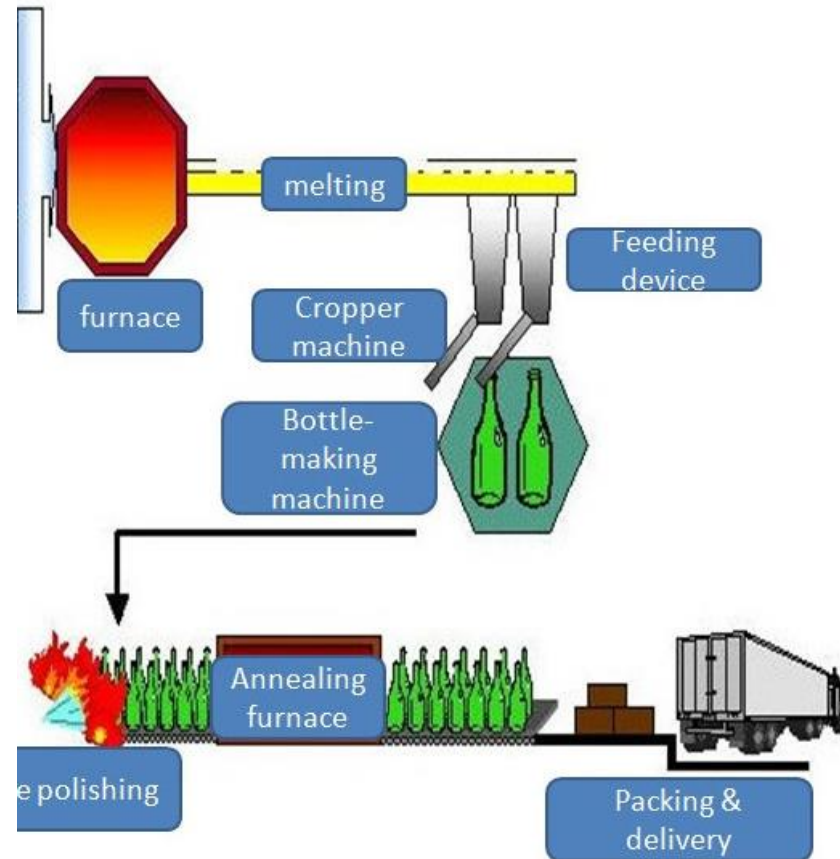 melting
Feeding
device
furnace
Cropper
machine
Bottle-
making
machine
Annealing
furnace
e polishing
Packing &
delivery